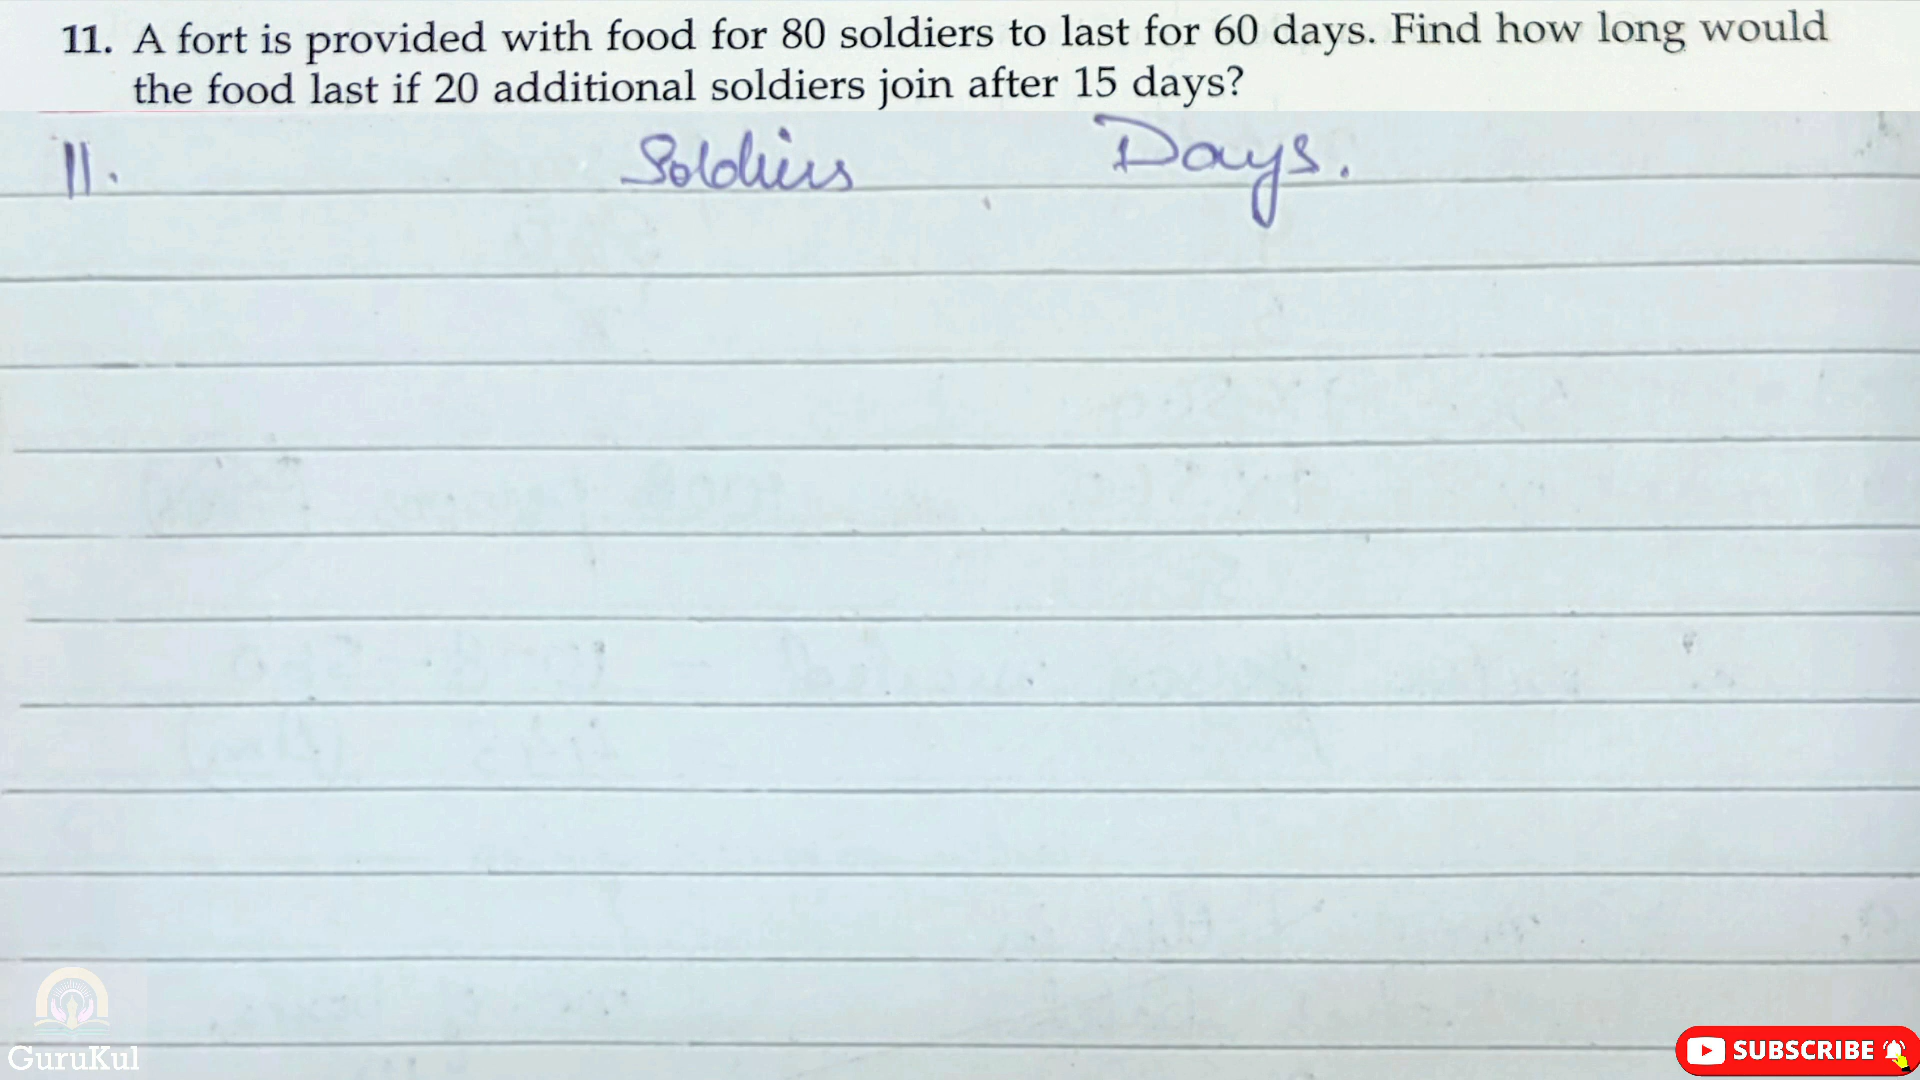 11. A fort is provided with food for 80 soldiers to last for 60 days. Find how long would
the food last if 20 additional soldiers join after 15 days?
11. Soldiers Days.
GuruKul
SUBSCRIBE